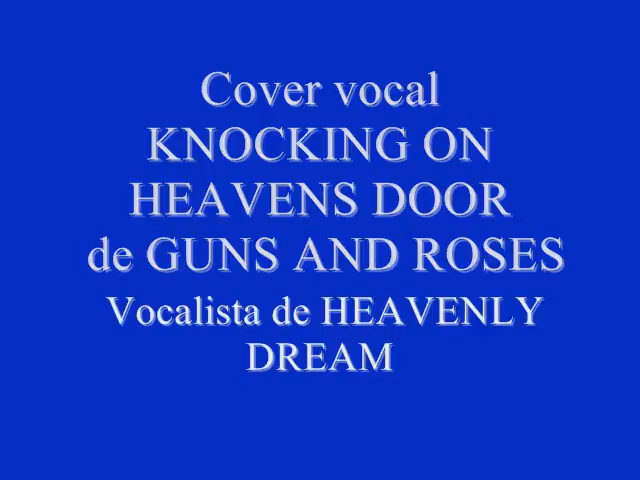 Cover vocal
KNOCKING ON
HEAVENS DOOR
de GUNS AND ROSES
Vocalista de HEAVENLY
DREAM